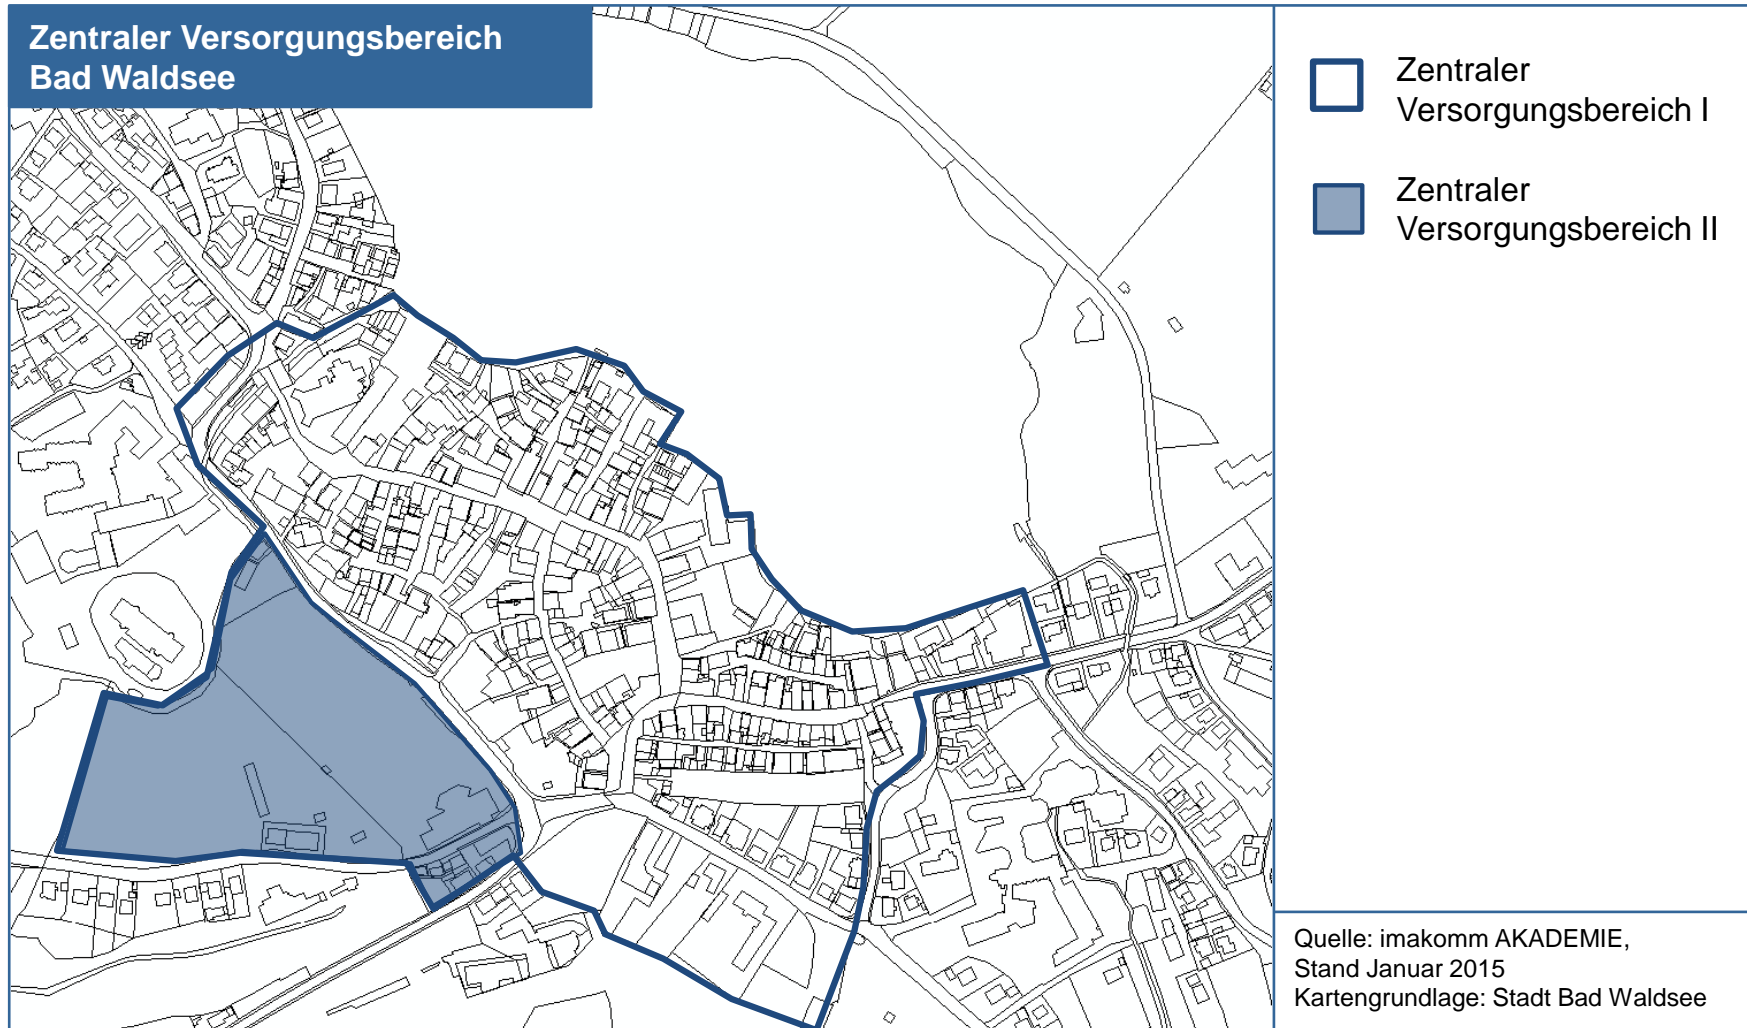 Zentraler Versorgungsbereich
Bad Waldsee
Zentraler
Versorgungsbereich I
Zentraler
Versorgungsbereich II
Quelle: imakomm AKADEMIE,
Stand Januar 2015
Kartengrundlage: Stadt Bad Waldsee